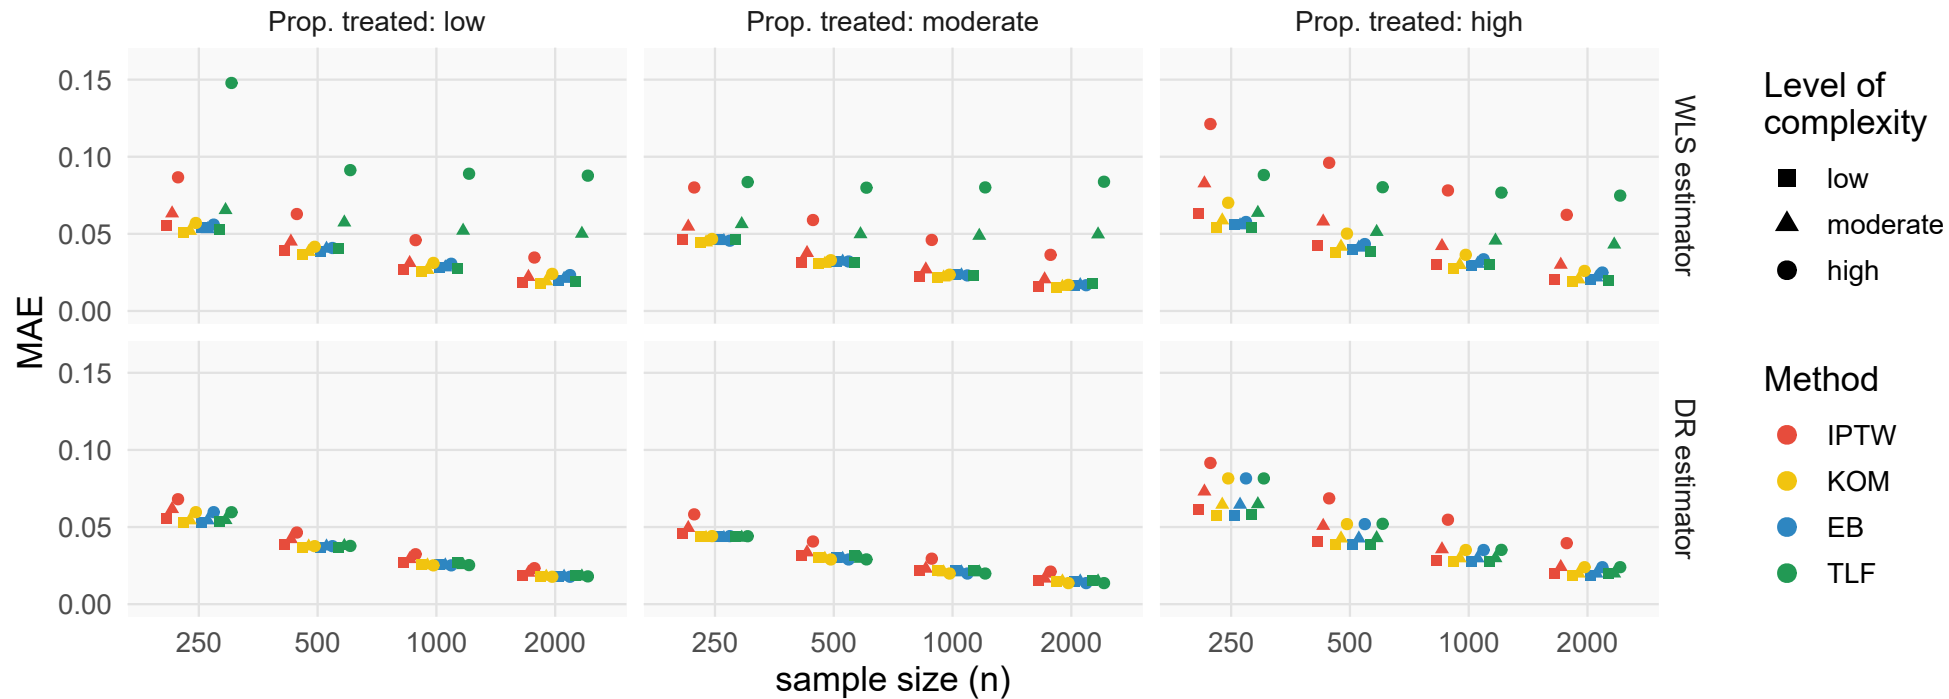 Prop. treated: low
Prop. treated: moderate
Prop. treated: high
0.15
0.10
0.05
0.00
WLS estimator
MAE
0.15
0.10
0.05
0.00
DR estimator
250
500
1000
2000
250
500
1000
2000
250
500
1000
2000
sample size (n)
Level of
complexity
low
moderate
high
Method
IPTW
KOM
EB
TLF